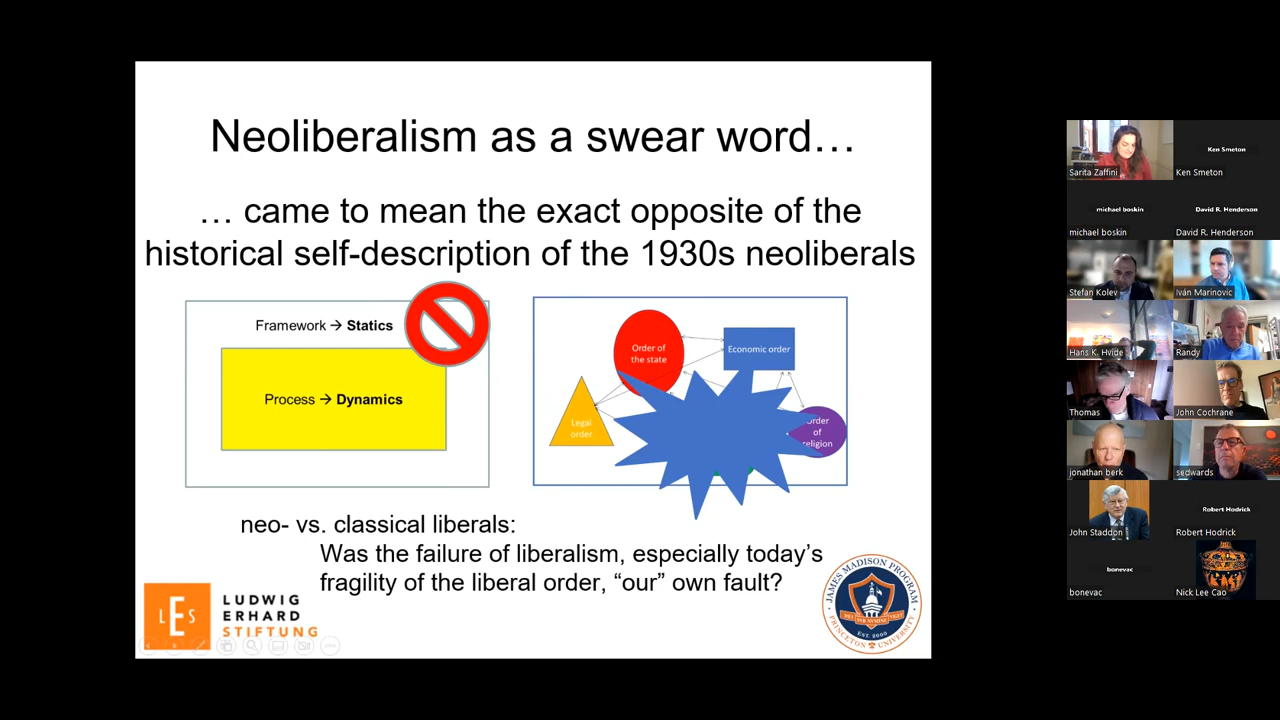 Neoliberalism as a swear word…
… came to mean the exact opposite of the
historical self-description of the 1930s neoliberals
Framework → Statics
Process → Dynamics
Order of
the state
Economic order
Legal
order
Order
of
religion
neo- vs. classical liberals:
Was the failure of liberalism, especially today’s
fragility of the liberal order, “our” own fault?
LES
LUDWIG
ERHARD
STIFTUNG
JAMES MADISON PROGRAM
EST. 2000
PRINCETON UNIVERSITY
Sarita Zaffini
Ken Smeton
Ken Smeton
michael boskin
michael boskin
David R. Henderson
David R. Henderson
Stefan Kolev
Iván Marinovic
Hans K. Hvide
Randy
Thomas
John Cochrane
jonathan berk
sedwards
John Staddon
Robert Hodrick
Robert Hodrick
bonevac
bonevac
Nick Lee Cao